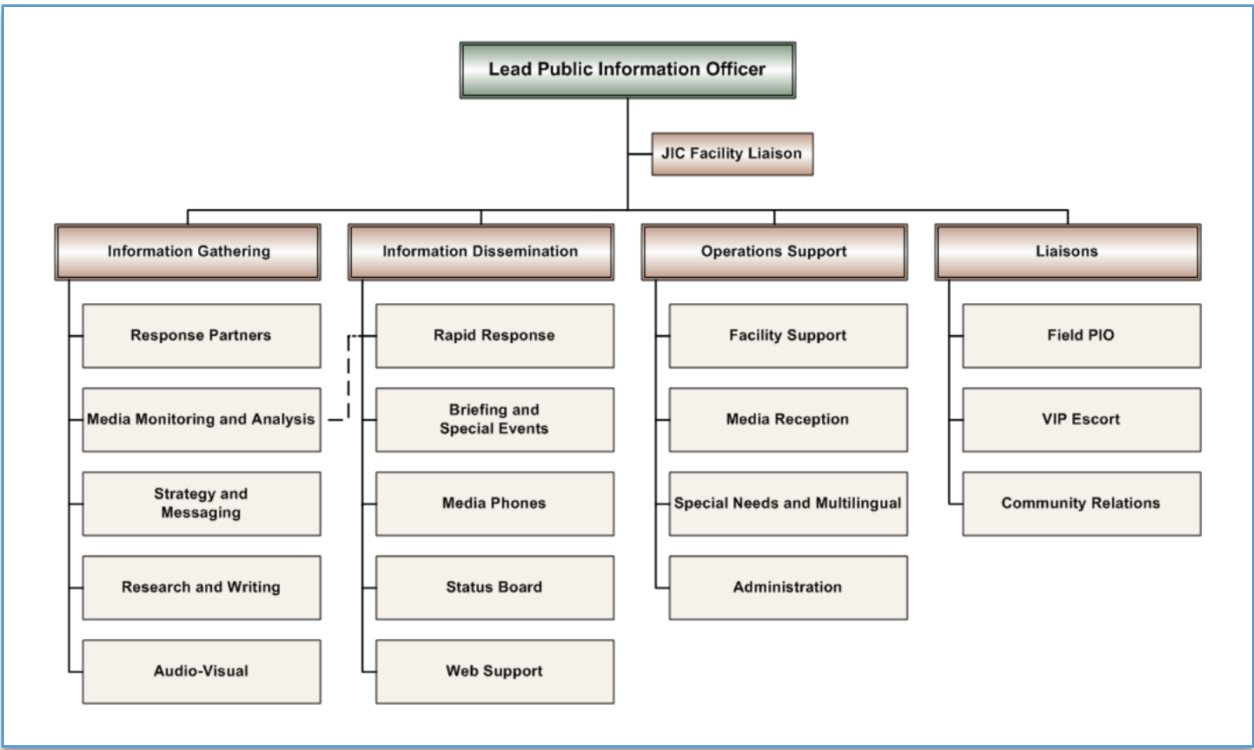 Lead Public Information Officer
JIC Facility Liaison
Information Gathering
Response Partners
Media Monitoring and Analysis
Strategy and
Messaging
Research and Writing
Audio-Visual
Information Dissemination
Rapid Response
Briefing and
Special Events
Media Phones
Status Board
Web Support
Operations Support
Facility Support
Media Reception
Special Needs and Multilingual
Administration
Liaisons
Field PIO
VIP Escort
Community Relations